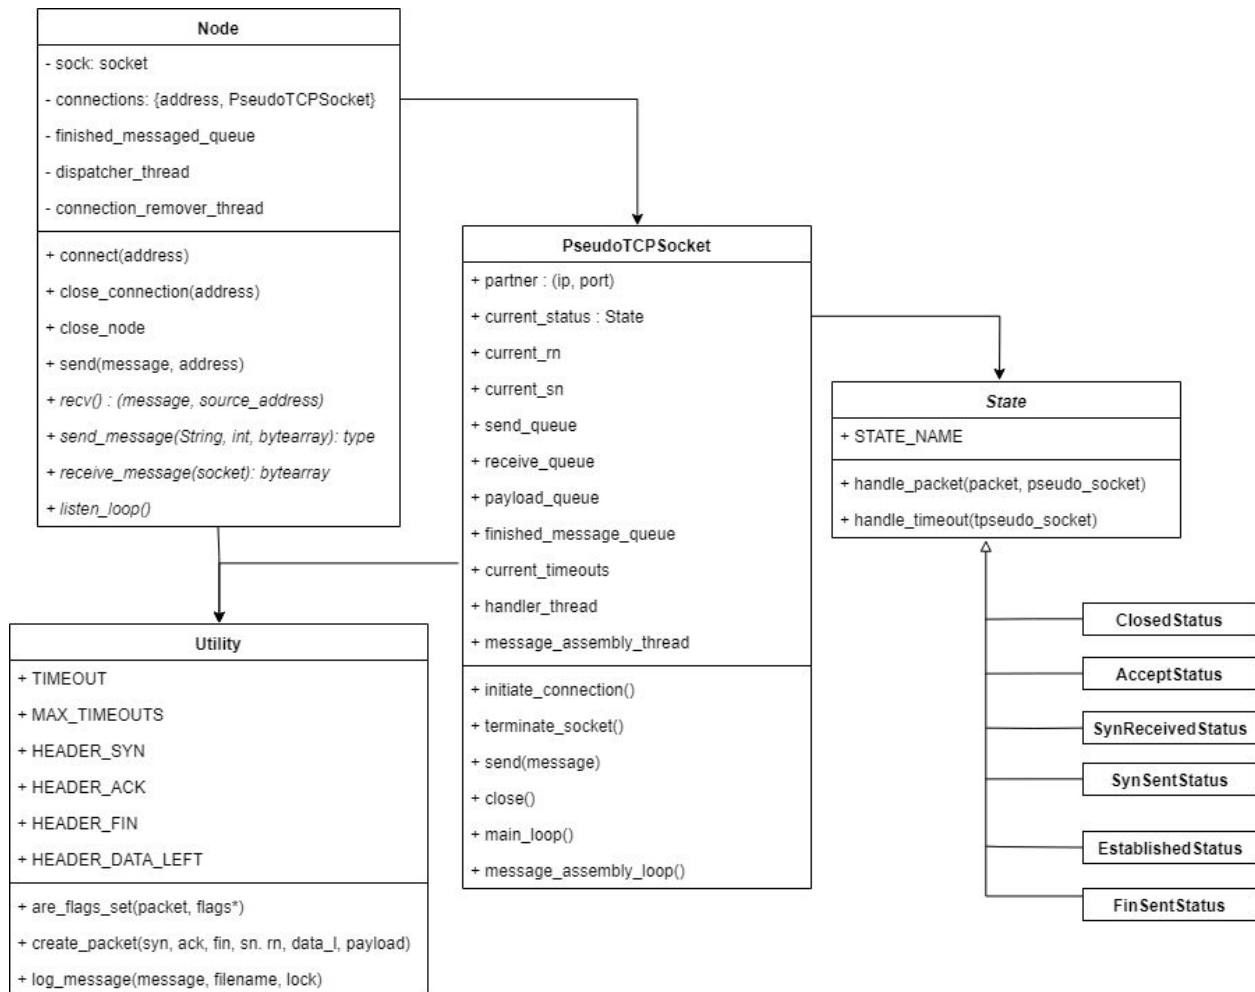 Node
- sock: socket
- connections: {address, PseudoTCPSocket}
- finished_messaged_queue
- dispatcher_thread
- connection_remover_thread
+ connect(address)
+ close_connection(address)
+ close_node
+ send(message, address)
+ recv() : (message, source_address)
+ send_message(String, int, bytearray): type
+ receive_message(socket): bytearray
+ listen_loop()
PseudoTCPSocket
+ partner : (ip, port)
+ current_status : State
+ current_rn
+ current_sn
+ send_queue
+ receive_queue
+ payload_queue
+ finished_message_queue
+ current_timeouts
+ handler_thread
+ message_assembly_thread
+ initiate_connection()
+ terminate_socket()
+ send(message)
+ close()
+ main_loop()
+ message_assembly_loop()
State
+ STATE_NAME
+ handle_packet(packet, pseudo_socket)
+ handle_timeout(tpseudo_socket)
ClosedStatus
AcceptStatus
SynReceivedStatus
SynSentStatus
EstablishedStatus
FinSentStatus
Utility
+ TIMEOUT
+ MAX_TIMEOUTS
+ HEADER_SYN
+ HEADER_ACK
+ HEADER_FIN
+ HEADER_DATA_LEFT
+ are_flags_set(packet, flags*)
+ create_packet(syn, ack, fin, sn. rn, data_l, payload)
+ log_message(message, filename, lock)